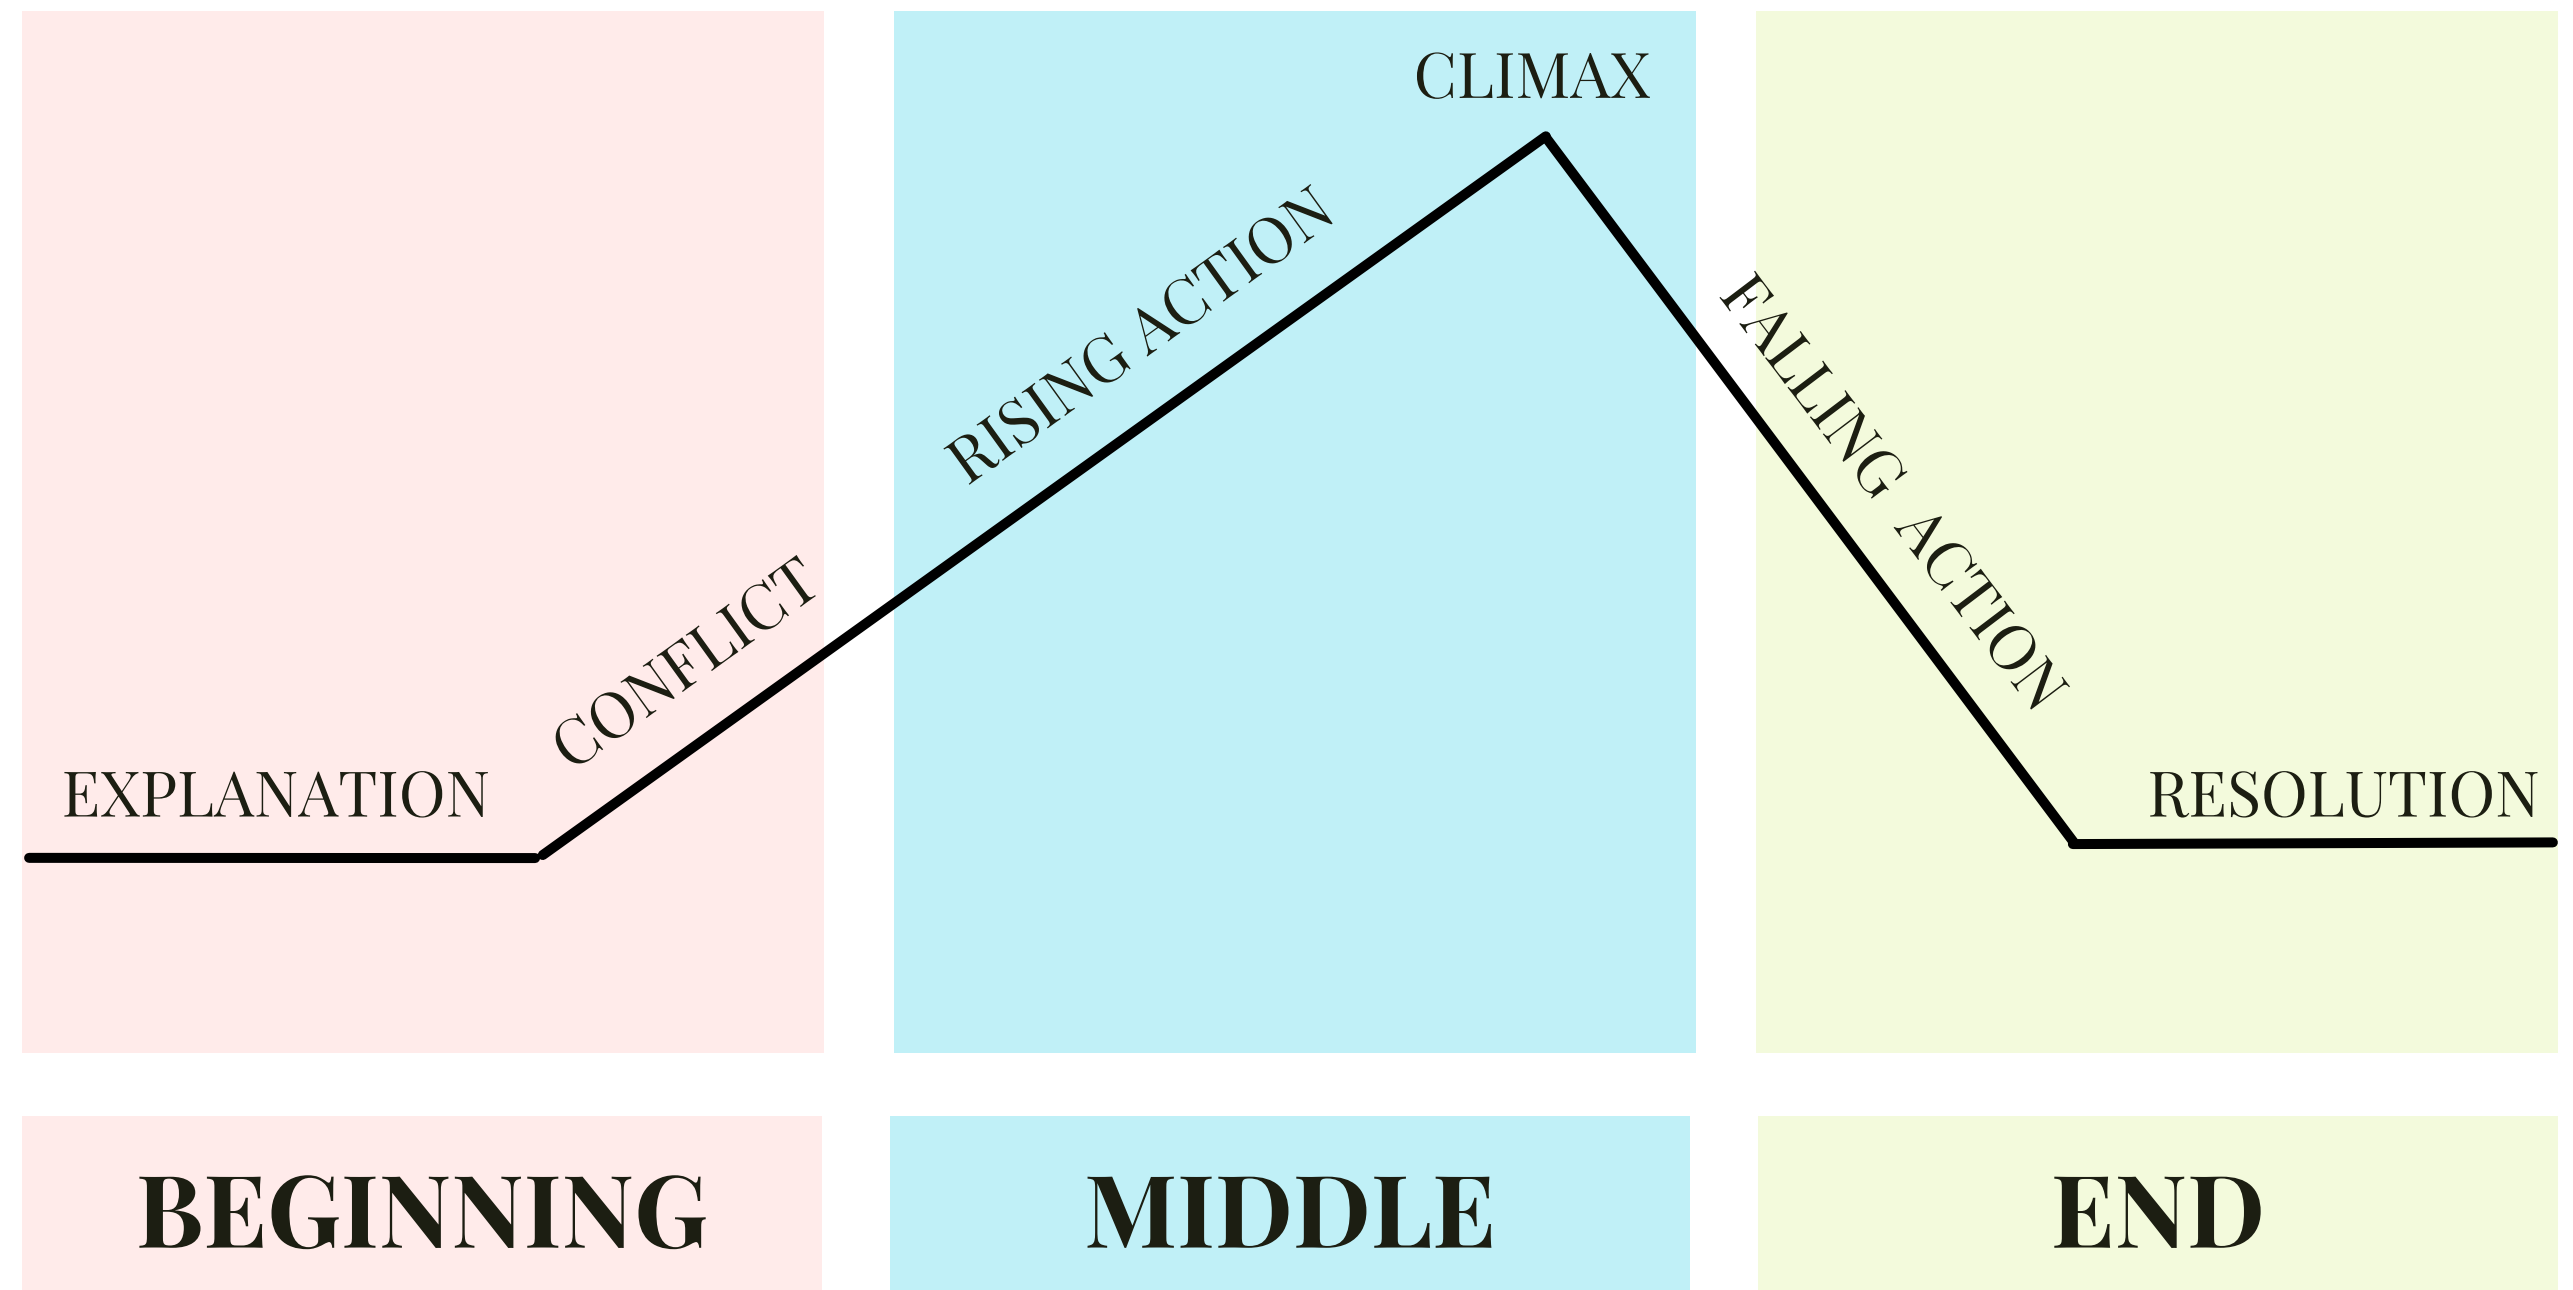 CLIMAX
RISING ACTION
FALLING ACTION
CONFLICT
EXPLANATION
RESOLUTION
BEGINNING
MIDDLE
END